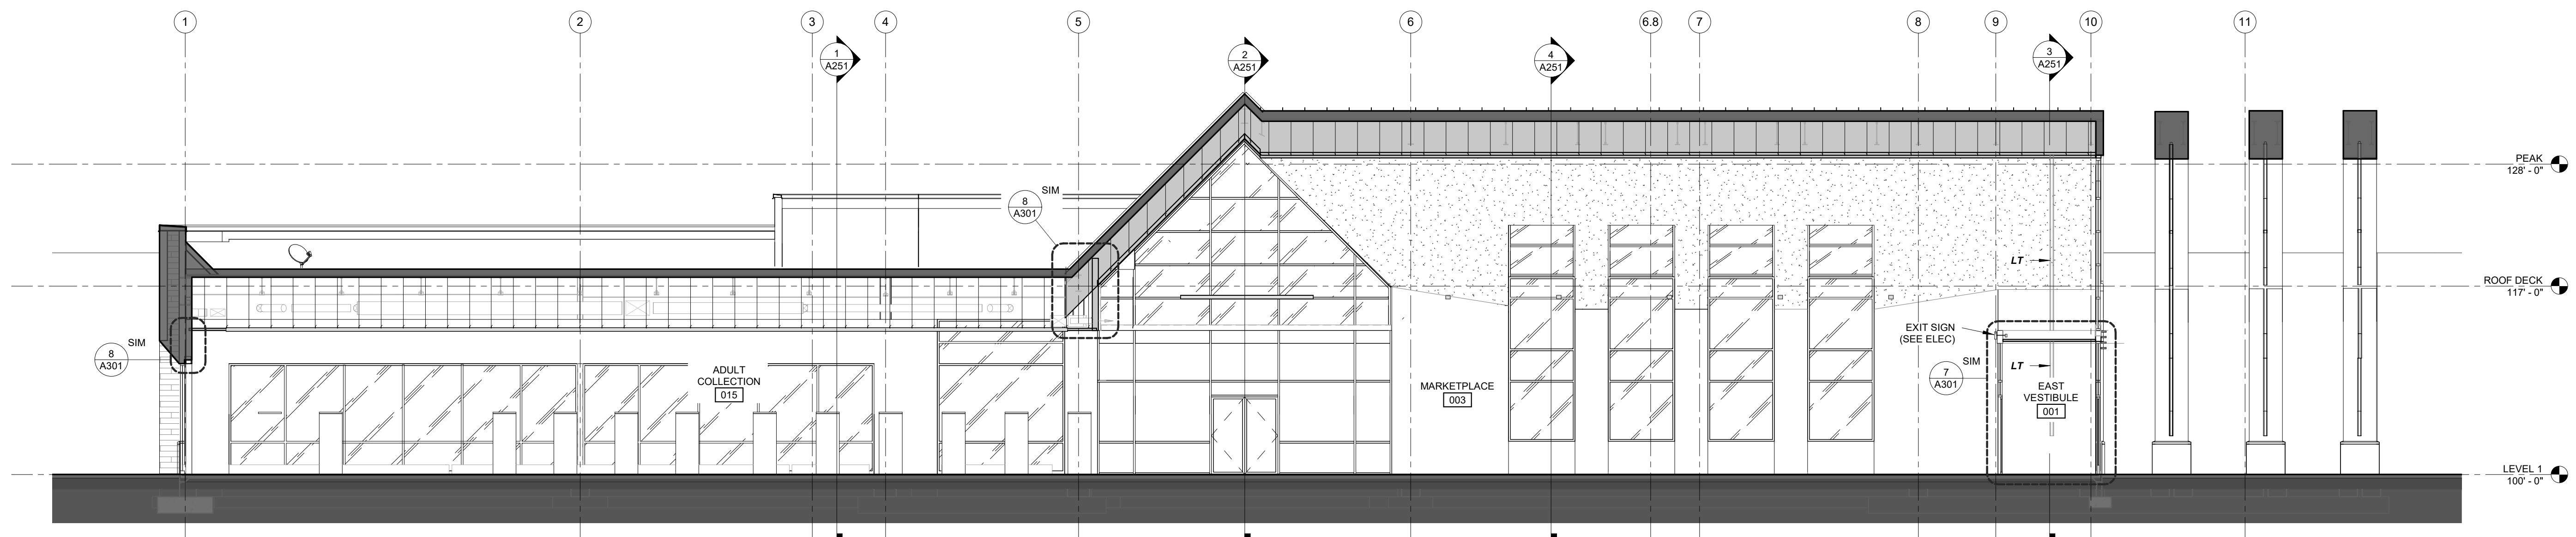 1
2
3
4
5
6
6.8
7
8
9
10
11
1
A251
2
A251
4
A251
3
A251
PEAK
128' - 0"
SIM
8
A301
LT
ROOF DECK
117' - 0"
EXIT SIGN
(SEE ELEC)
SIM
8
A301
SIM
7
A301
LT
ADULT
COLLECTION
015
MARKETPLACE
003
EAST
VESTIBULE
001
LEVEL 1
100' - 0"